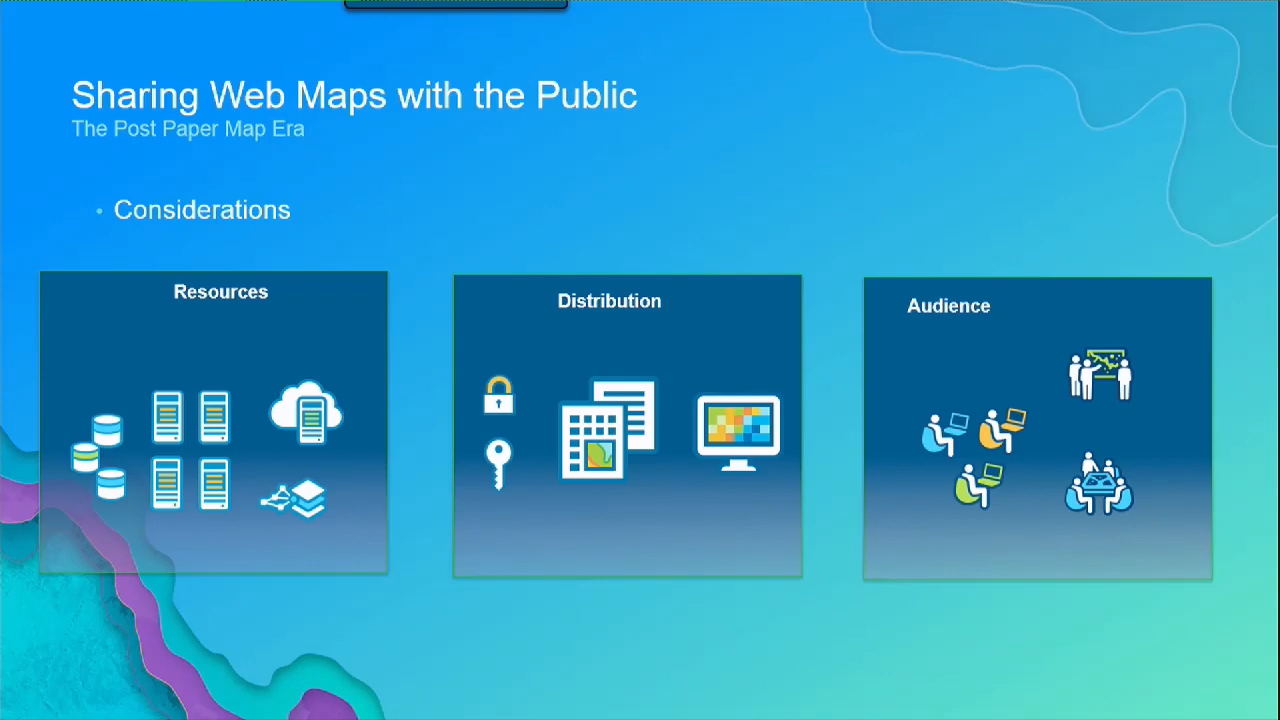 Sharing Web Maps with the Public
The Post Paper Map Era
• Considerations
Resources
Distribution
Audience